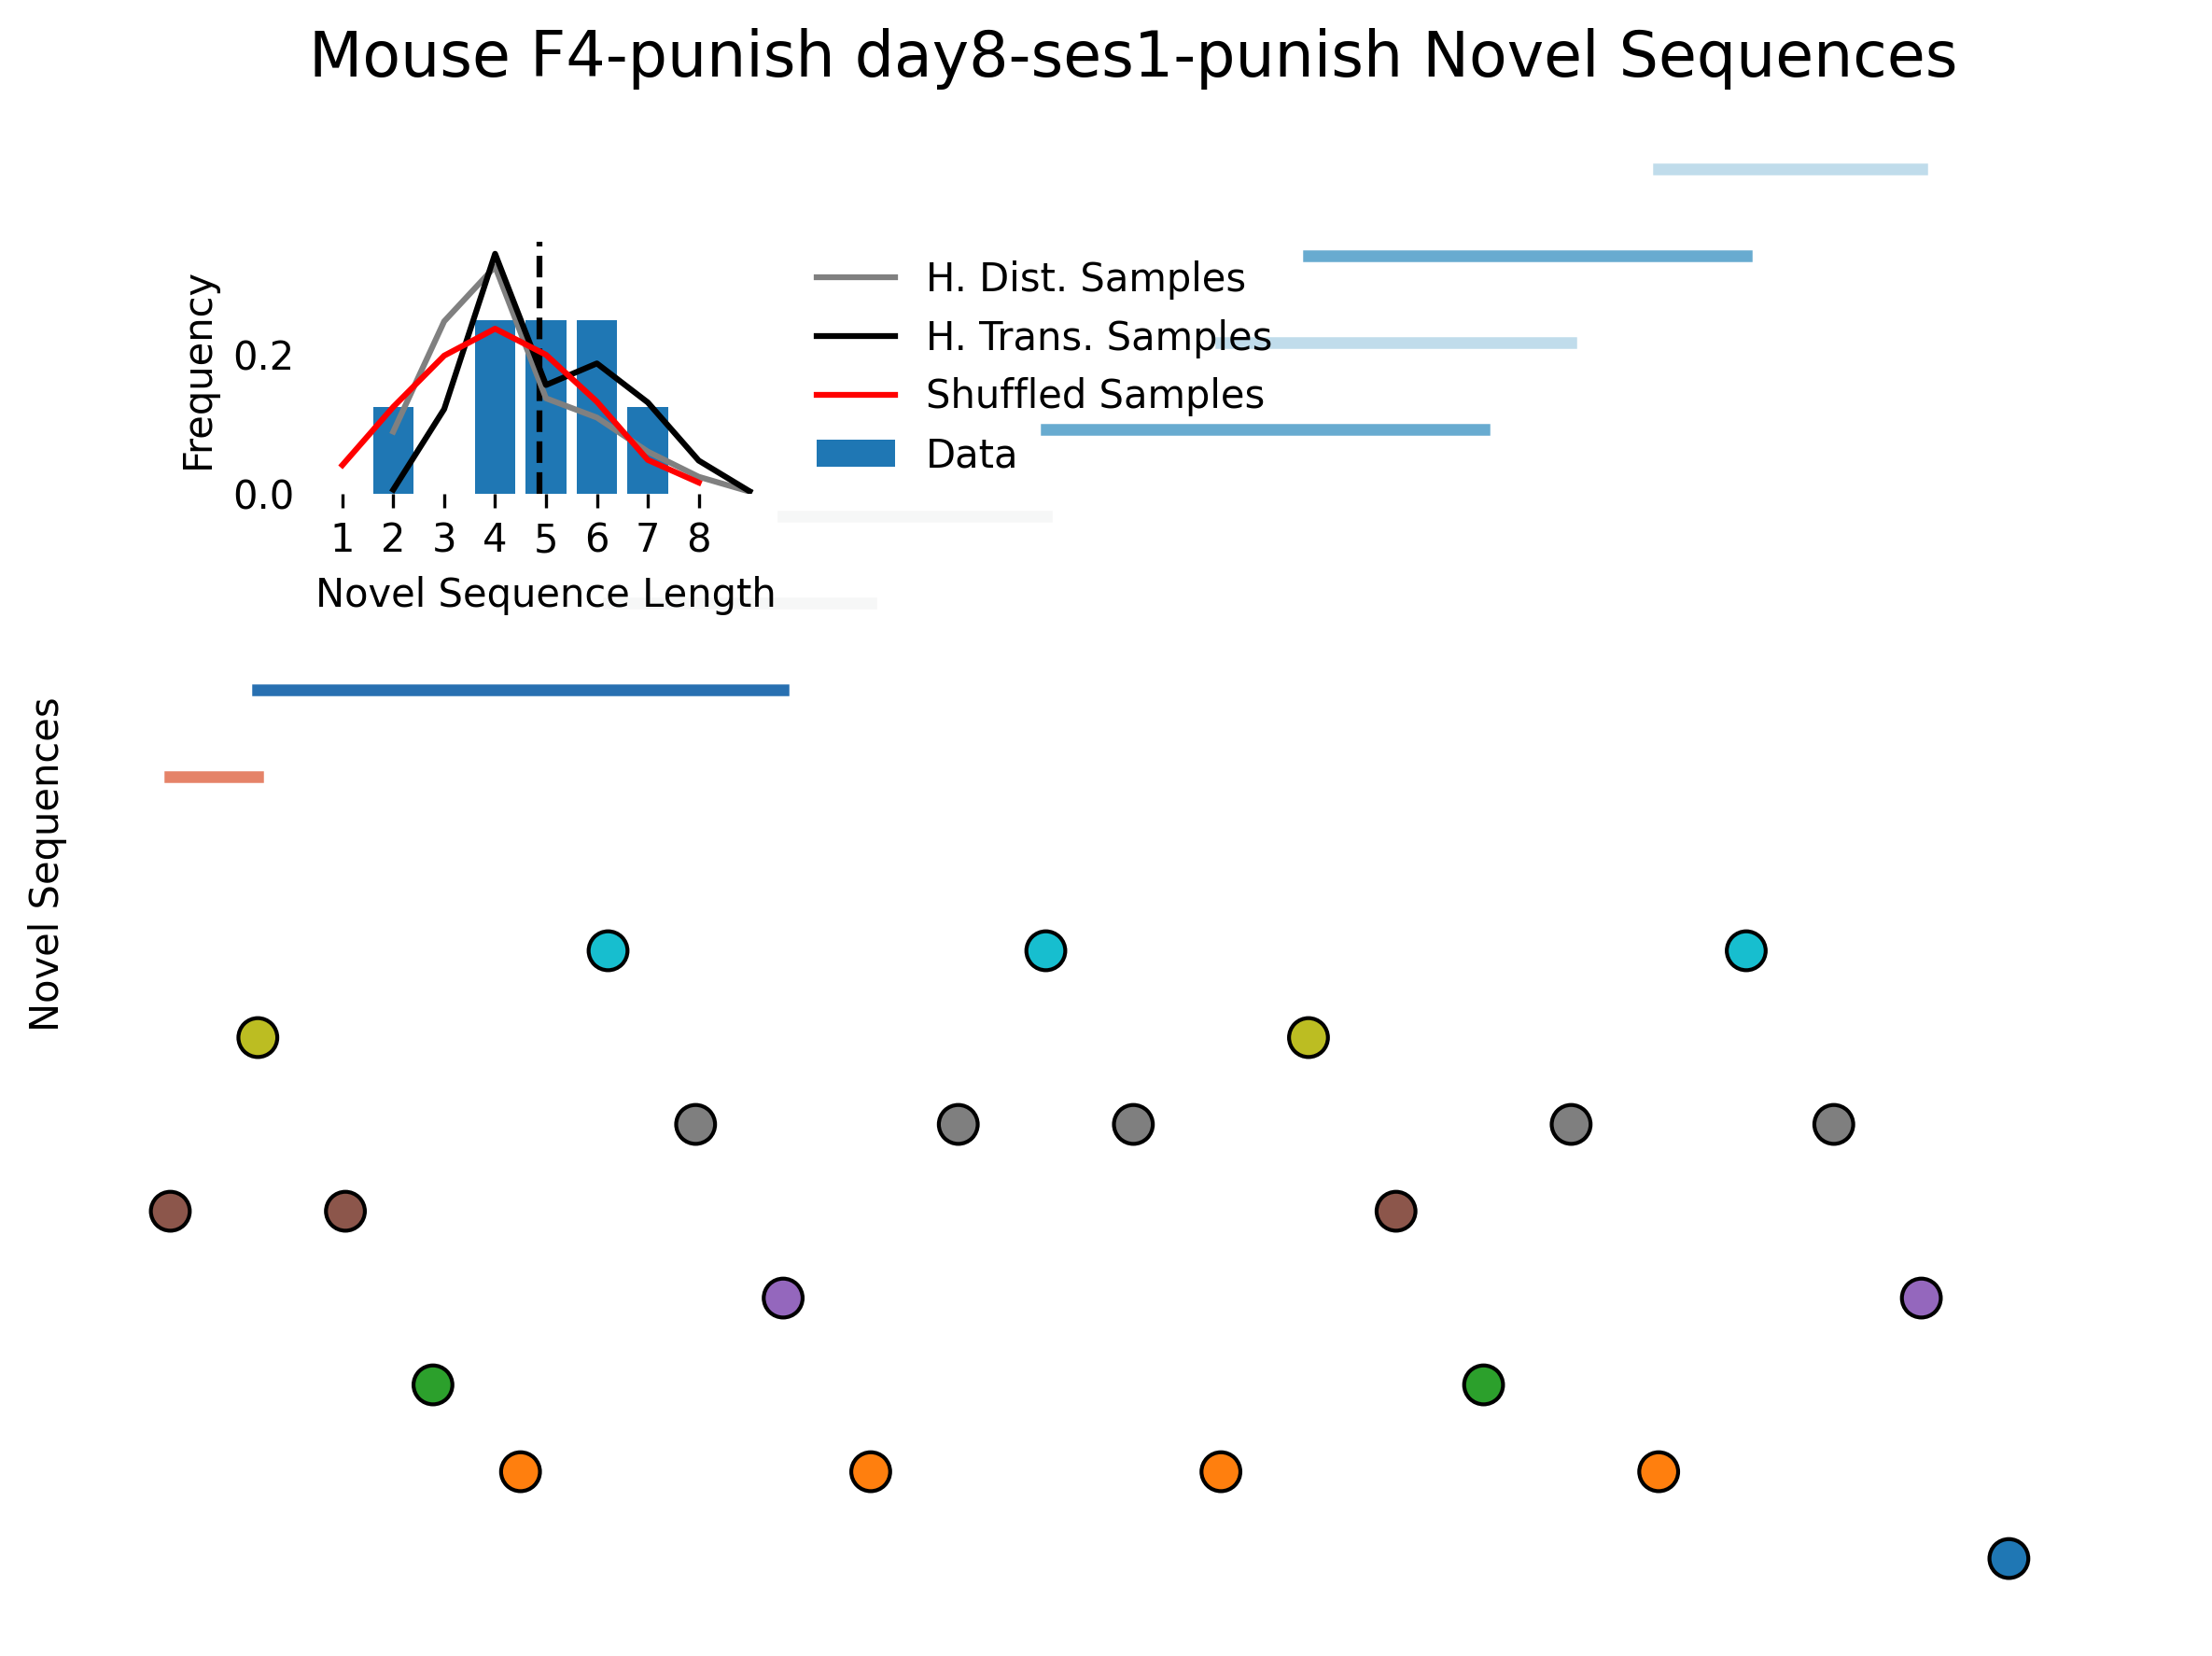 Mouse F4-punish day8-ses1-punish Novel Sequences
Frequency
0.2
0.0
1 2 3 4 5 6 7 8
Novel Sequence Length
H. Dist. Samples
H. Trans. Samples
Shuffled Samples
Data
Novel Sequences